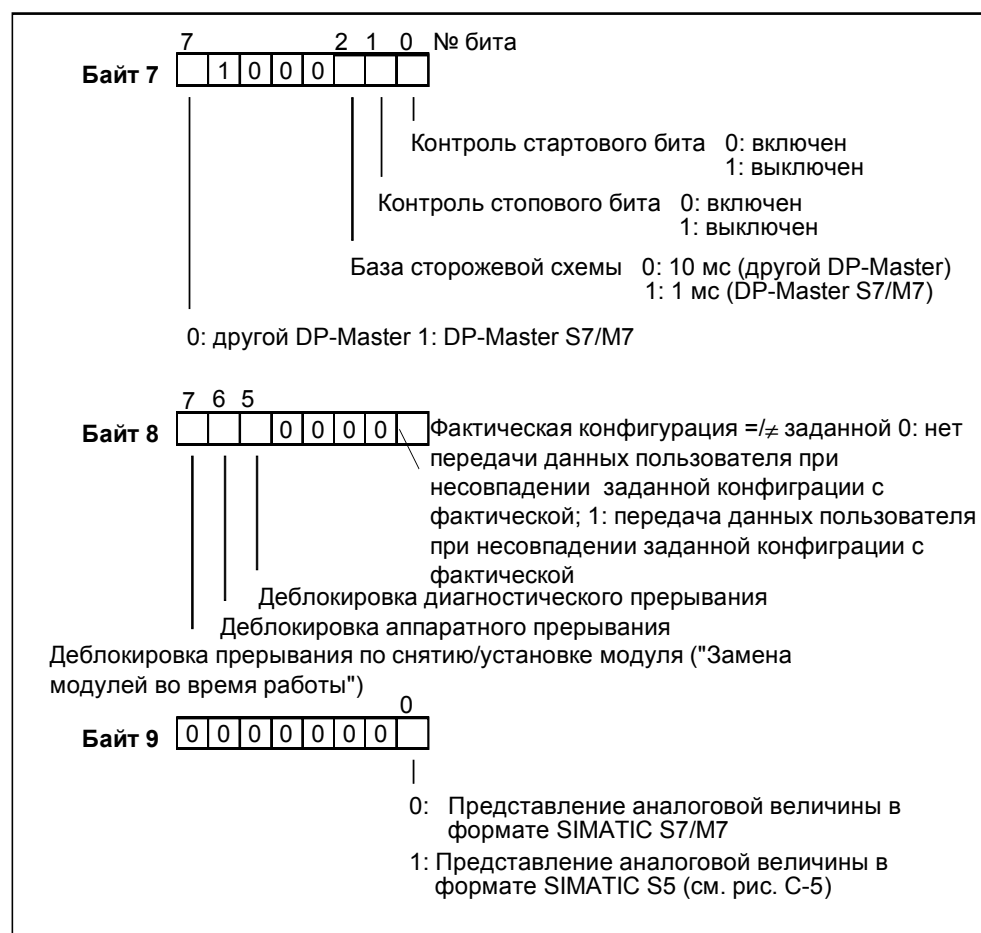 7 2 1 0 № бита
Байт 7 1 0 0 0
Контроль стартового бита 0: включен
1: выключен
Контроль стопового бита 0: включен
1: выключен
База сторожевой схемы 0: 10 мс (другой DP-Master)
1: 1 мс (DP-Master S7/M7)
0: другой DP-Master 1: DP-Master S7/M7
7 6 5
Байт 8 0 0 0 0 Фактическая конфигурация =/≠ заданной 0: нет
передачи данных пользователя при
несовпадении заданной конфиграции с
фактической; 1: передача данных пользователя
при несовпадении заданной конфиграции с
фактической
Деблокировка диагностического прерывания
Деблокировка аппаратного прерывания
Деблокировка прерывания по снятию/установке модуля ("Замена
модулей во время работы")
0
Байт 9 0 0 0 0 0 0 0
0: Представление аналоговой величины в
формате SIMATIC S7/M7
1: Представление аналоговой величины в
формате SIMATIC S5 (см. рис. C-5)